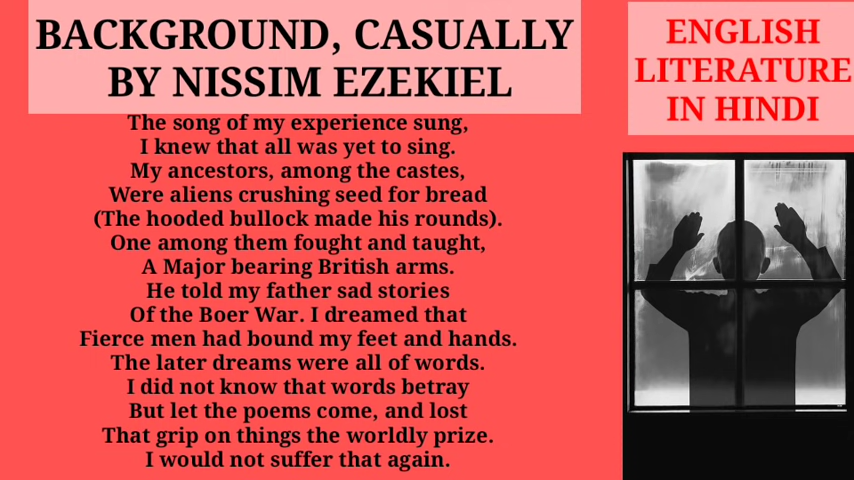 BACKGROUND, CASUALLY
BY NISSIM EZEKIEL
The song of my experience sung,
I knew that all was yet to sing.
My ancestors, among the castes,
Were aliens crushing seed for bread
(The hooded bullock made his rounds).
One among them fought and taught,
A Major bearing British arms.
He told my father sad stories
Of the Boer War. I dreamed that
Fierce men had bound my feet and hands.
The later dreams were all of words.
I did not know that words betray
But let the poems come, and lost
That grip on things the worldly prize.
I would not suffer that again.
ENGLISH
LITERATURE
IN HINDI